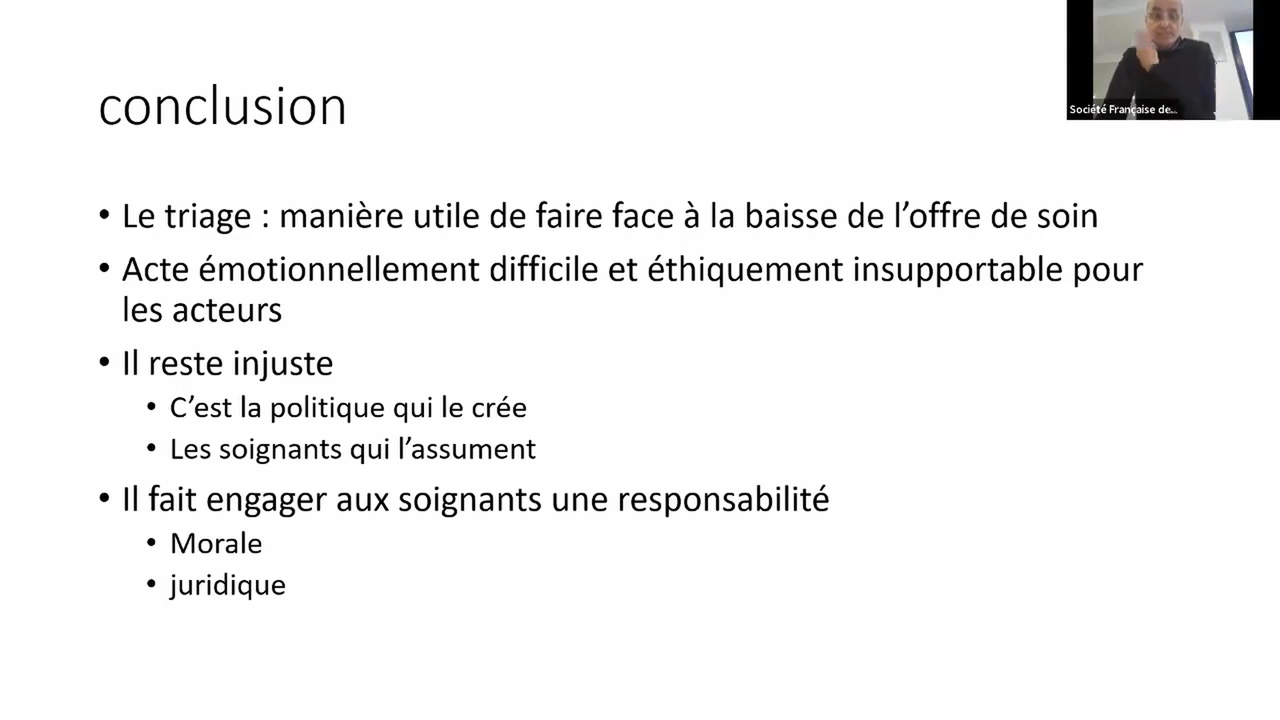 conclusion
Société Française de...
• Le triage : manière utile de faire face à la baisse de l’offre de soin
• Acte émotionnellement difficile et éthiquement insupportable pour
les acteurs
• Il reste injuste
• C’est la politique qui le crée
• Les soignants qui l’assument
• Il fait engager aux soignants une responsabilité
• Morale
• juridique